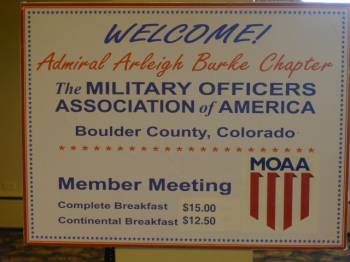 WELCOME!
Admiral Arleigh Burke Chapter
The MILITARY OFFICERS
ASSOCIATION of AMERICA
Boulder County, Colorado
* * * * * * * * * * * * * * * * * * * * * * * *
MOAA
Member Meeting
Complete Breakfast $15.00
Continental Breakfast $12.50